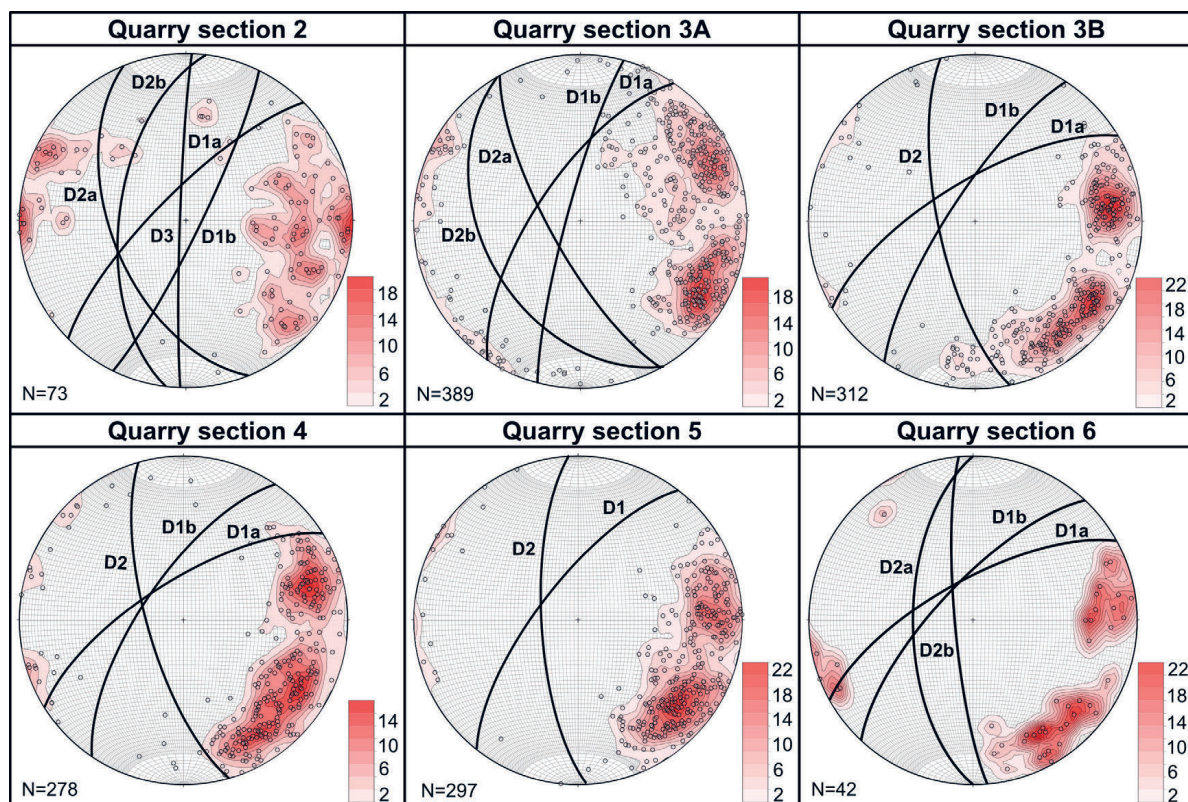 Quarry section 2
Quarry section 3A
Quarry section 3B
D2b
D1a
D2a
D3
D1b
18
14
10
6
2
N=73
D1a
D1b
D2a
D2b
18
14
10
6
2
N=389
D1b
D1a
D2
22
18
14
10
6
2
N=312
Quarry section 4
Quarry section 5
Quarry section 6
D1b
D1a
D2
14
10
6
2
N=278
D1
D2
22
18
14
10
6
2
N=297
D1b
D1a
D2a
D2b
22
18
14
10
6
2
N=42